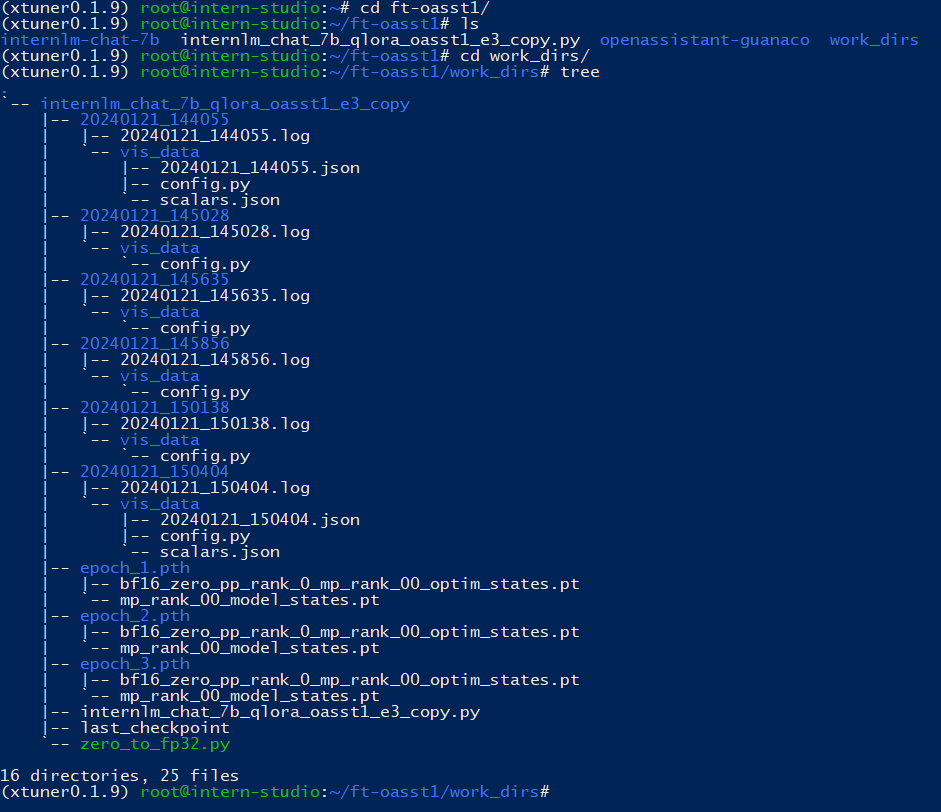 (xtuner0.1.9) root@intern-studio:~# cd ft-oasst1/
(xtuner0.1.9) root@intern-studio:~/ft-oasst1# ls
internlm-chat-7b  internlm_chat_7b_qlora_oasst1_e3_copy.py  openassistant-guanaco  work_dirs
(xtuner0.1.9) root@intern-studio:~/ft-oasst1# cd work_dirs/
(xtuner0.1.9) root@intern-studio:~/ft-oasst1/work_dirs# tree
.
`-- internlm_chat_7b_qlora_oasst1_e3_copy
    |-- 20240121_144055
    |   |-- 20240121_144055.log
    |   `-- vis_data
    |       |-- 20240121_144055.json
    |       |-- config.py
    |       `-- scalars.json
    |-- 20240121_145028
    |   |-- 20240121_145028.log
    |   `-- vis_data
    |       `-- config.py
    |-- 20240121_145635
    |   |-- 20240121_145635.log
    |   `-- vis_data
    |       `-- config.py
    |-- 20240121_145856
    |   |-- 20240121_145856.log
    |   `-- vis_data
    |       `-- config.py
    |-- 20240121_150138
    |   |-- 20240121_150138.log
    |   `-- vis_data
    |       `-- config.py
    |-- 20240121_150404
    |   |-- 20240121_150404.log
    |   `-- vis_data
    |       |-- 20240121_150404.json
    |       |-- config.py
    |       `-- scalars.json
    |-- epoch_1.pth
    |   |-- bf16_zero_pp_rank_0_mp_rank_00_optim_states.pt
    |   `-- mp_rank_00_model_states.pt
    |-- epoch_2.pth
    |   |-- bf16_zero_pp_rank_0_mp_rank_00_optim_states.pt
    |   `-- mp_rank_00_model_states.pt
    |-- epoch_3.pth
    |   |-- bf16_zero_pp_rank_0_mp_rank_00_optim_states.pt
    |   `-- mp_rank_00_model_states.pt
    |-- internlm_chat_7b_qlora_oasst1_e3_copy.py
    |-- last_checkpoint
    `-- zero_to_fp32.py

16 directories, 25 files
(xtuner0.1.9) root@intern-studio:~/ft-oasst1/work_dirs#